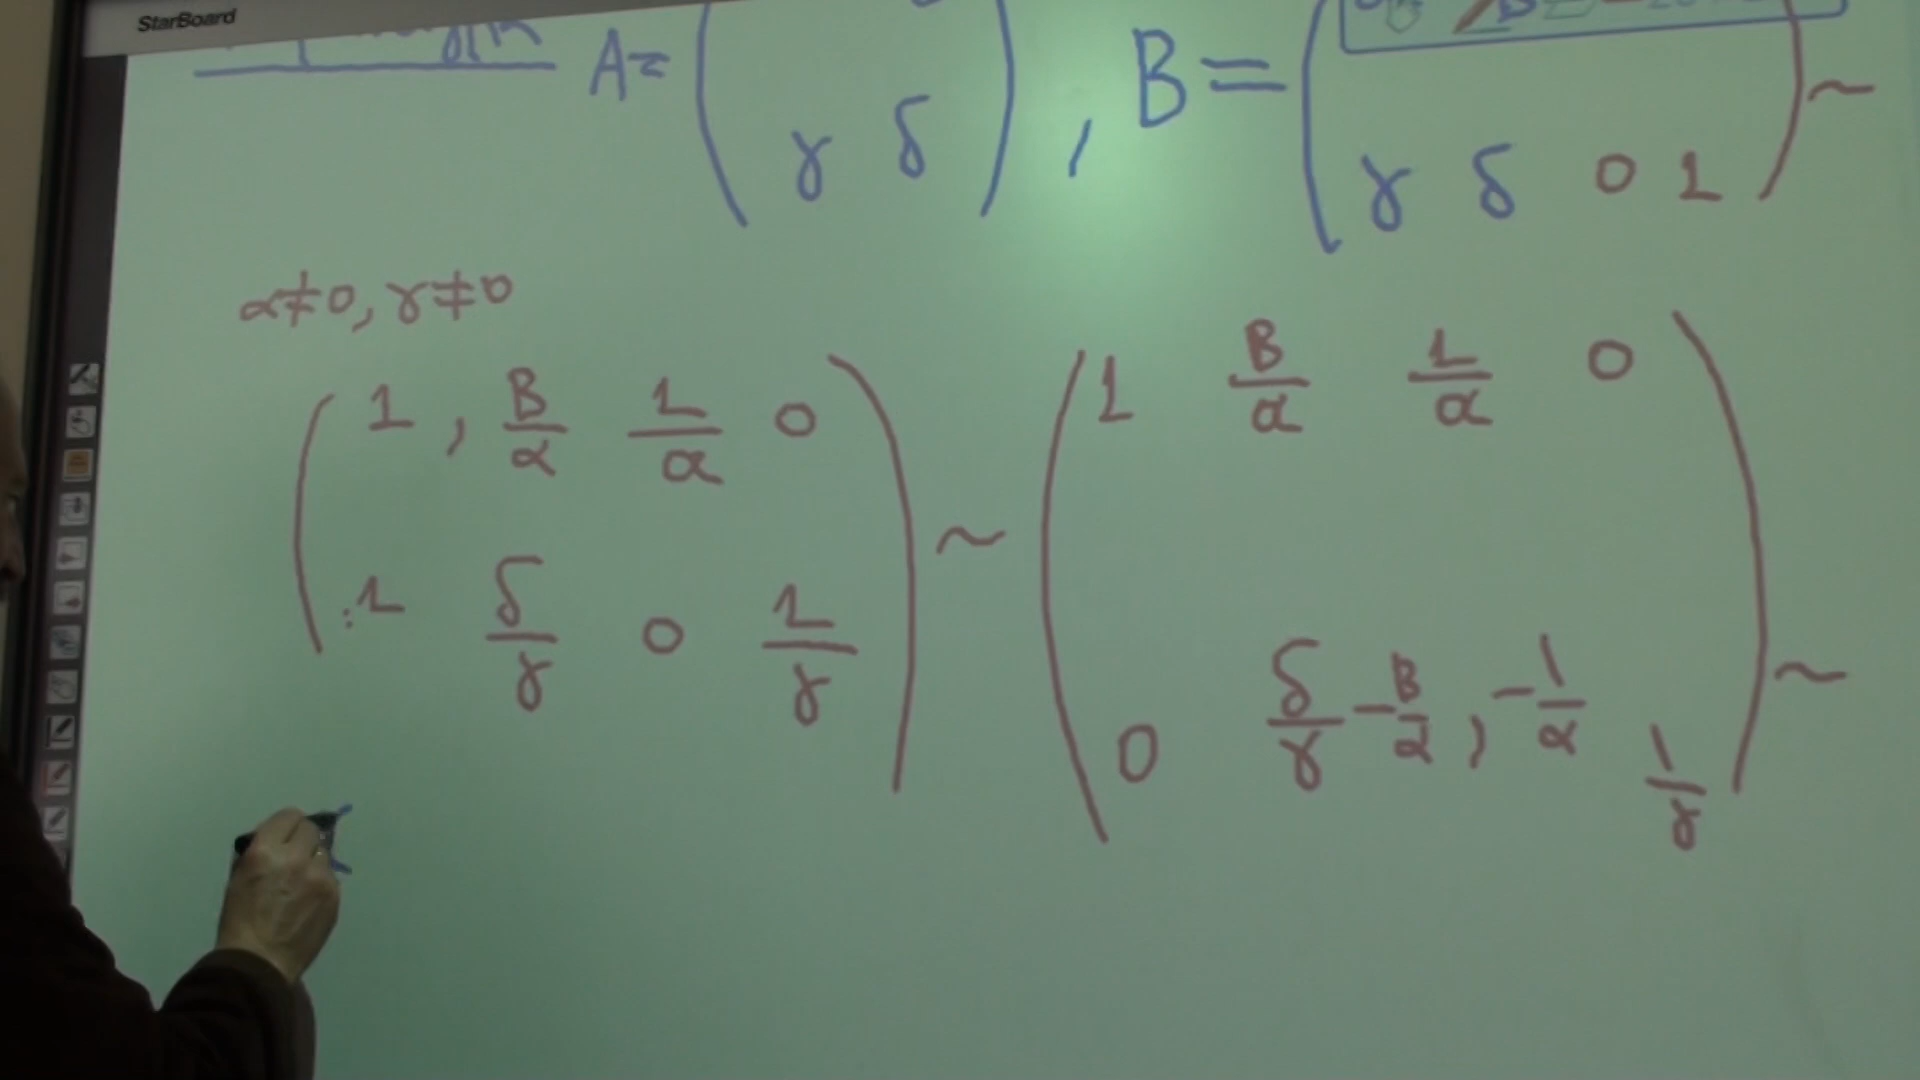 StarBoard
A= ( γ δ ) , B = ( γ δ 0 1 ) ~
α≠0, γ≠0
( 1 , B/α 1/α 0 ) ~ ( 1 B/α 1/α 0 )
( 1 δ/γ 0 1/γ ) ( 0 δ/γ - B/α , -1/α 1/γ ) ~